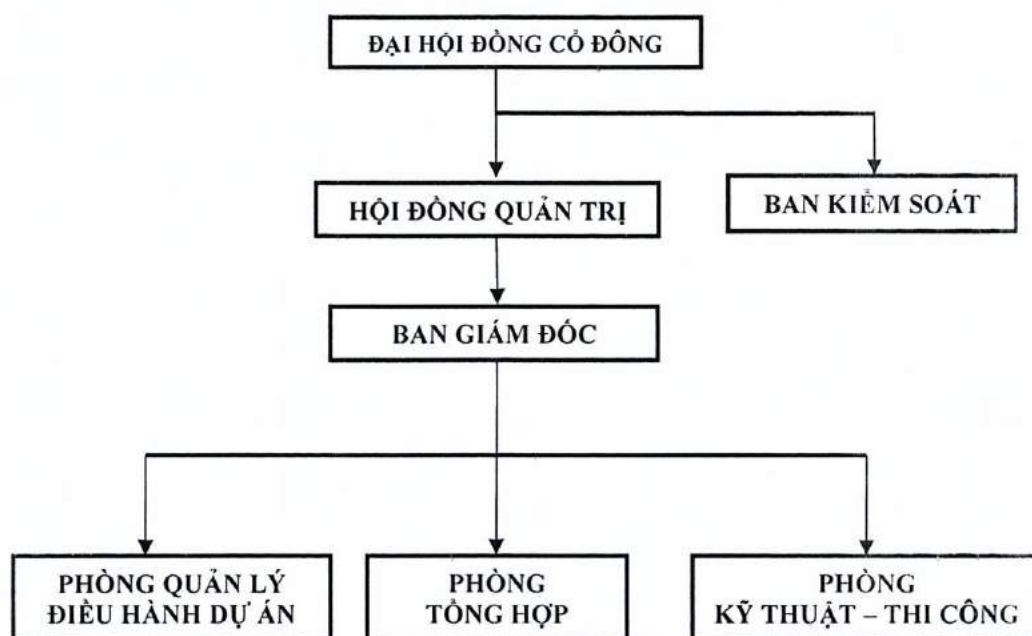 ĐẠI HỘI ĐỒNG CỔ ĐÔNG
HỘI ĐỒNG QUẢN TRỊ
BAN KIỂM SOÁT
BAN GIÁM ĐỐC
PHÒNG QUẢN LÝ
ĐIỀU HÀNH DỰ ÁN
PHÒNG
TỔNG HỢP
PHÒNG
KỸ THUẬT – THI CÔNG